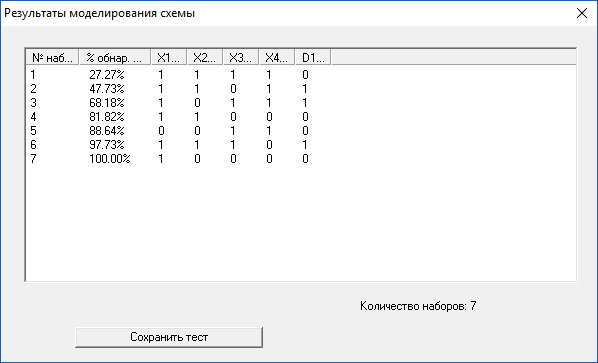 Результаты моделирования схемы
№ наб... % обнар. ... X1... X2... X3... X4... D1...
1 27.27% 1 1 1 1 0
2 47.73% 1 1 0 1 1
3 68.18% 1 0 1 1 1
4 81.82% 1 1 0 0 0
5 88.64% 0 0 1 1 0
6 97.73% 1 1 1 0 1
7 100.00% 1 0 0 0 0
Количество наборов: 7
Сохранить тест